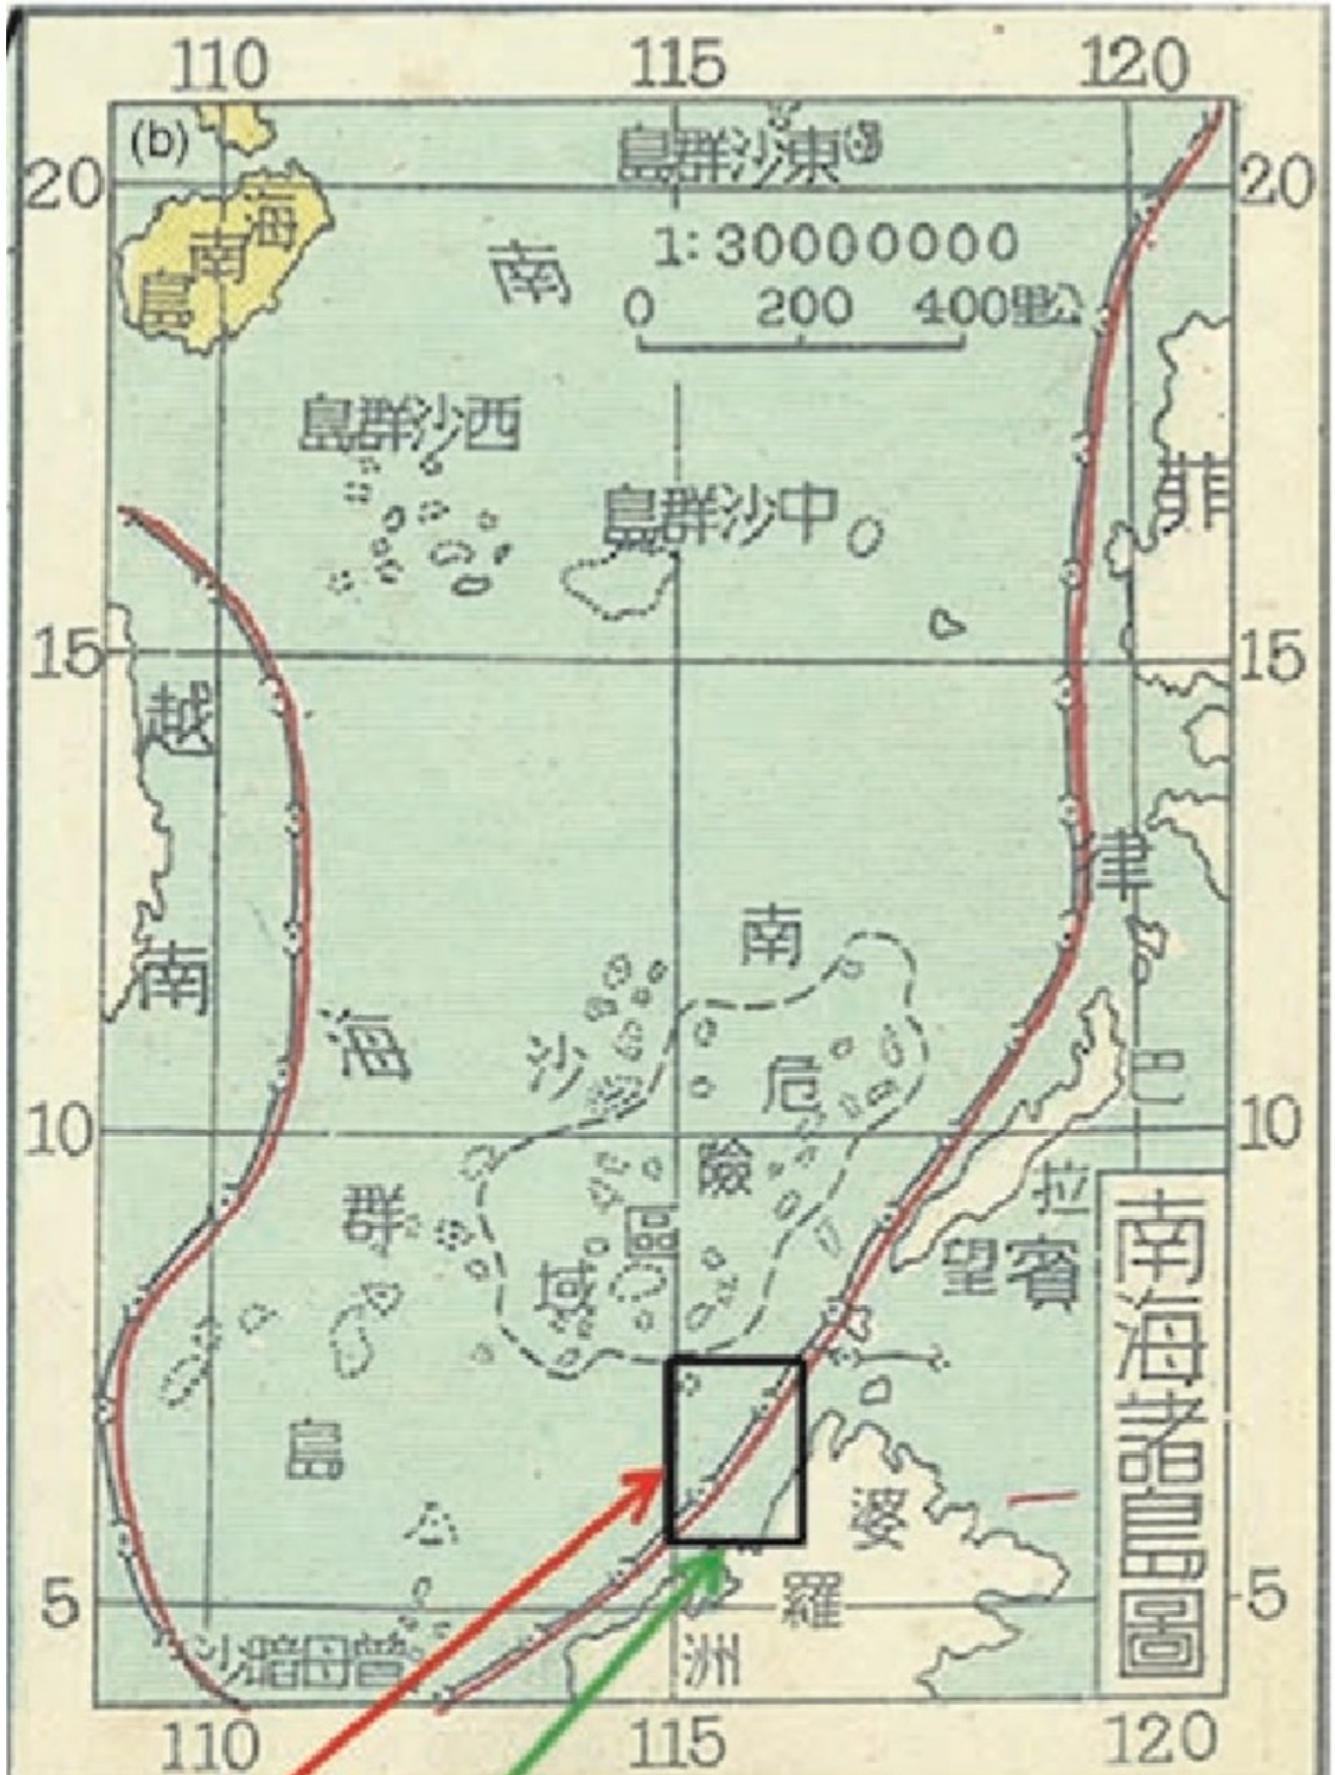 110 115 120
(b)
20 東沙群島 20
1:30000000
0 200 400公里
海南島
南海
西沙群島
中沙群島
菲律賓
15 15
越南
南沙群島
危險區域
10 10
巴拉望
南海諸島圖
婆羅洲
5 5
曾母暗沙
110 115 120